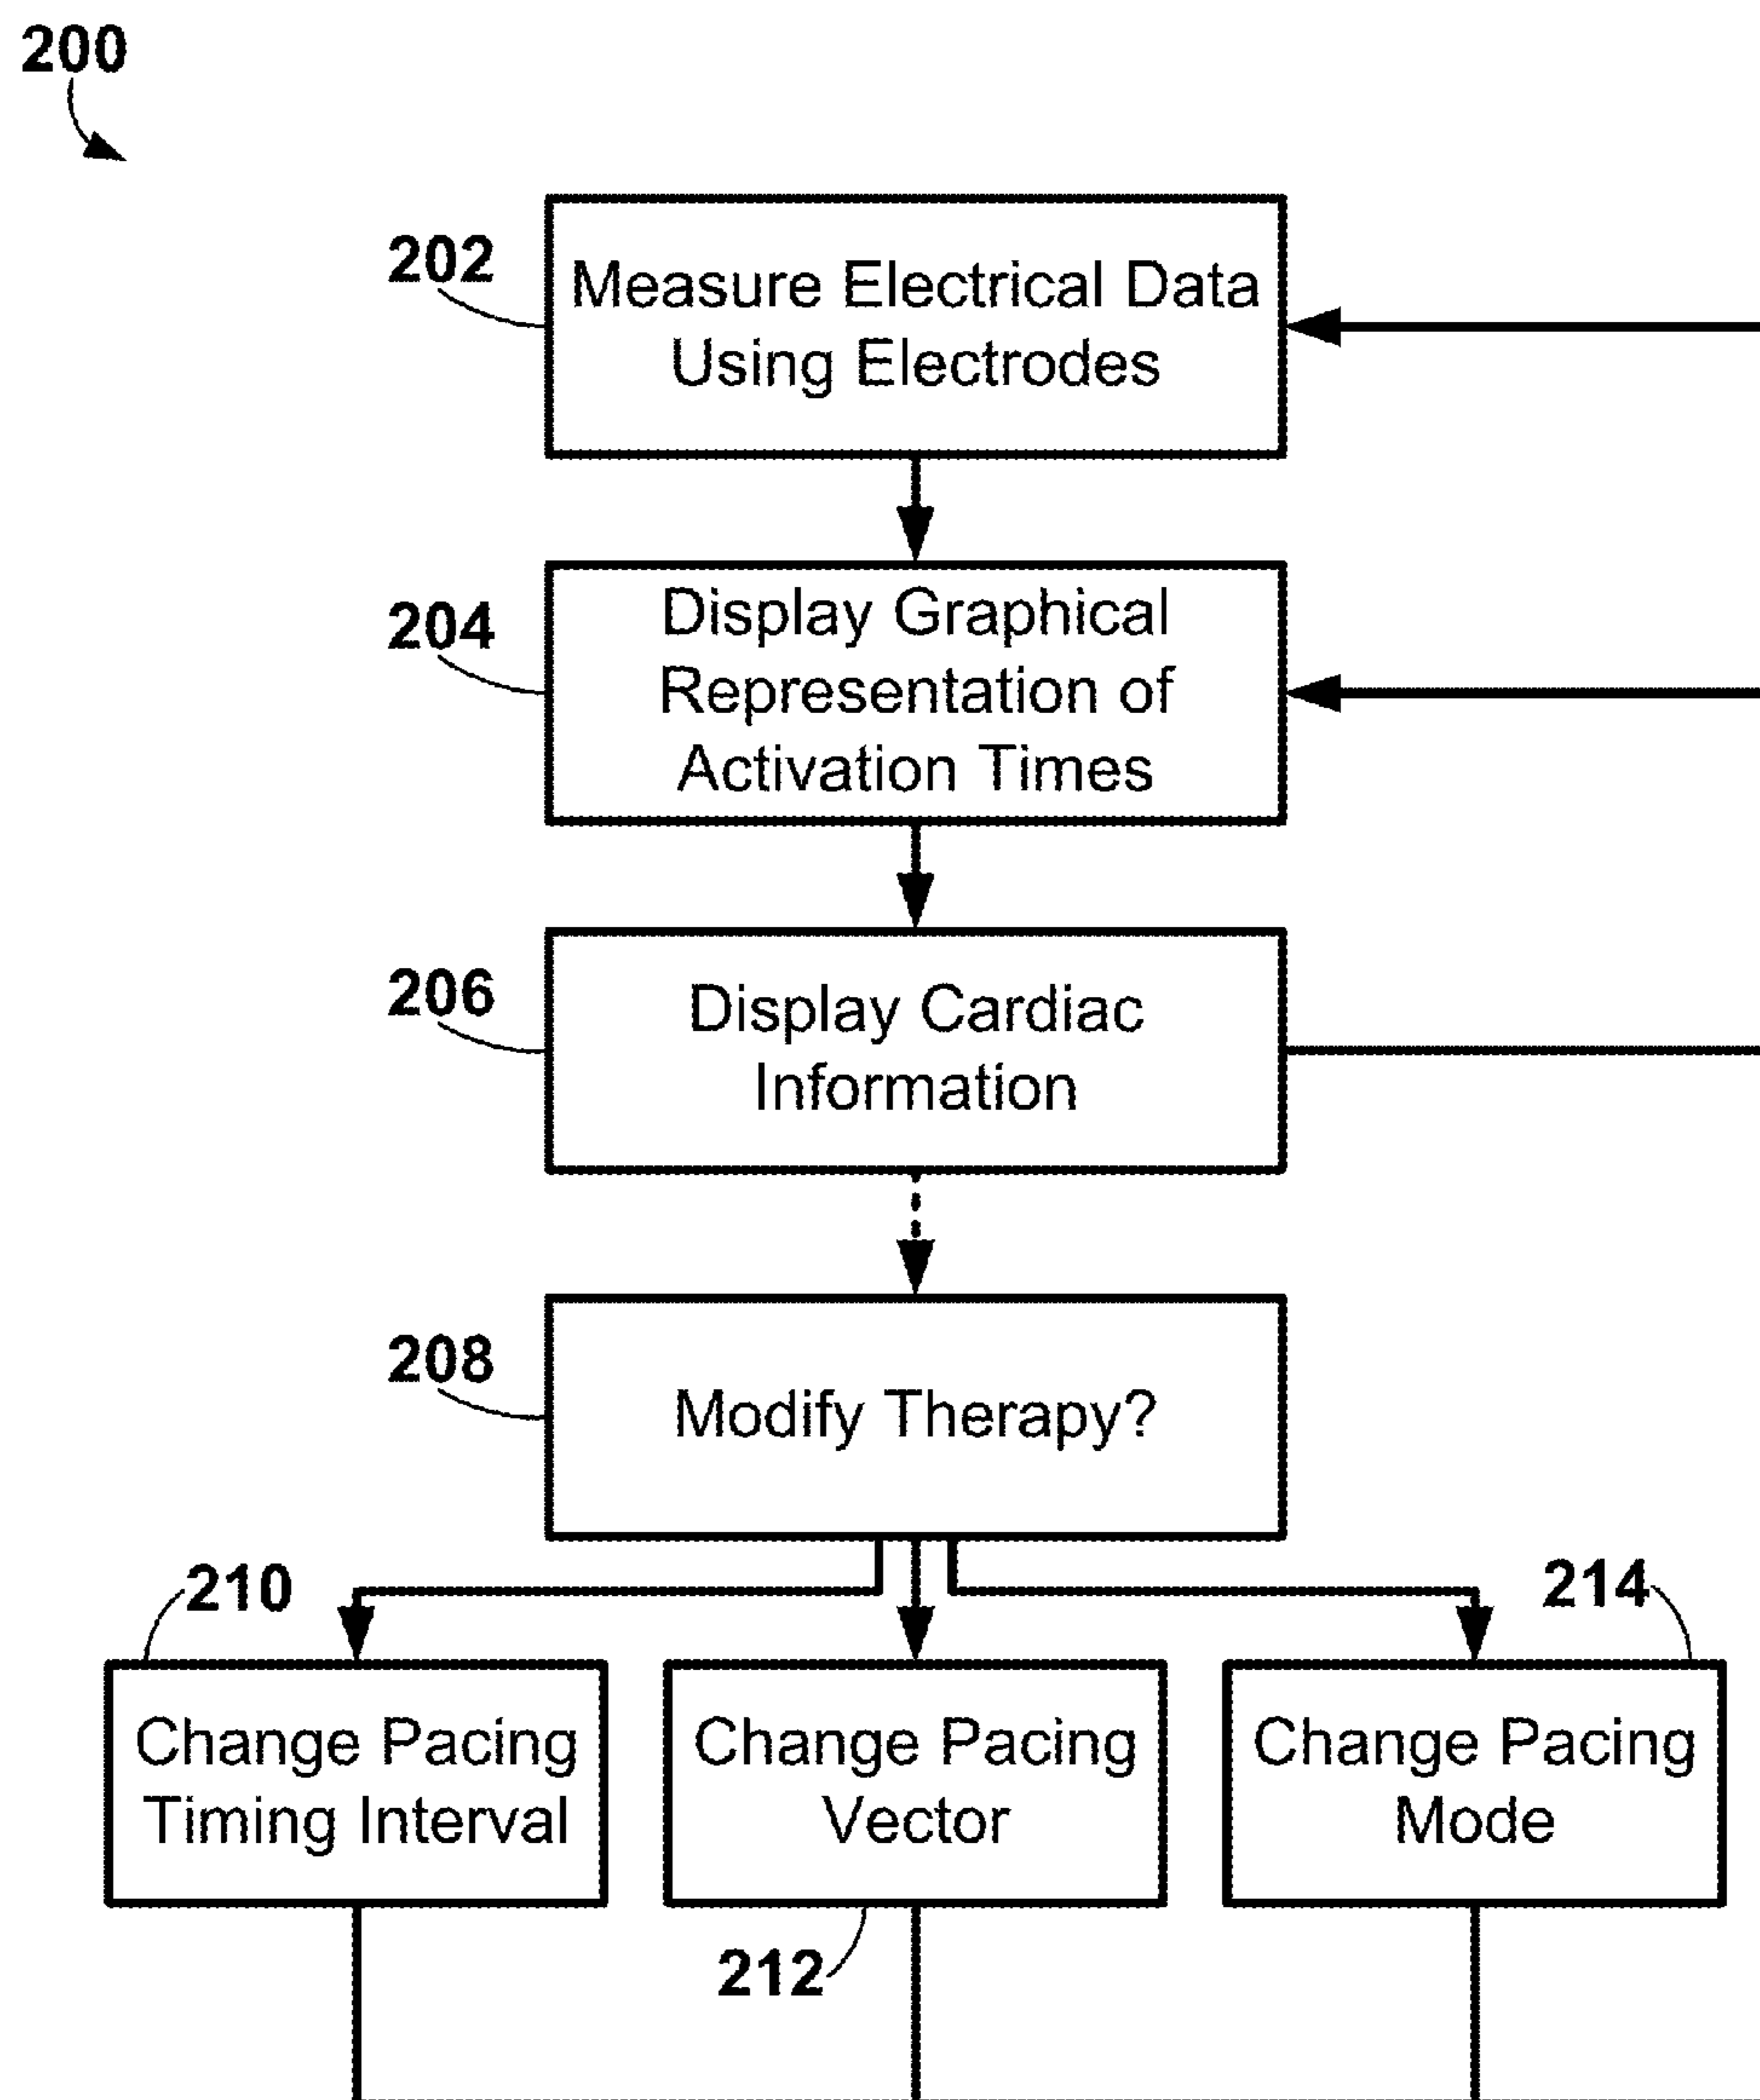 200
202
Measure Electrical Data
Using Electrodes
204
Display Graphical
Representation of
Activation Times
206
Display Cardiac
Information
208
Modify Therapy?
210
214
Change Pacing
Timing Interval
Change Pacing
Vector
Change Pacing
Mode
212